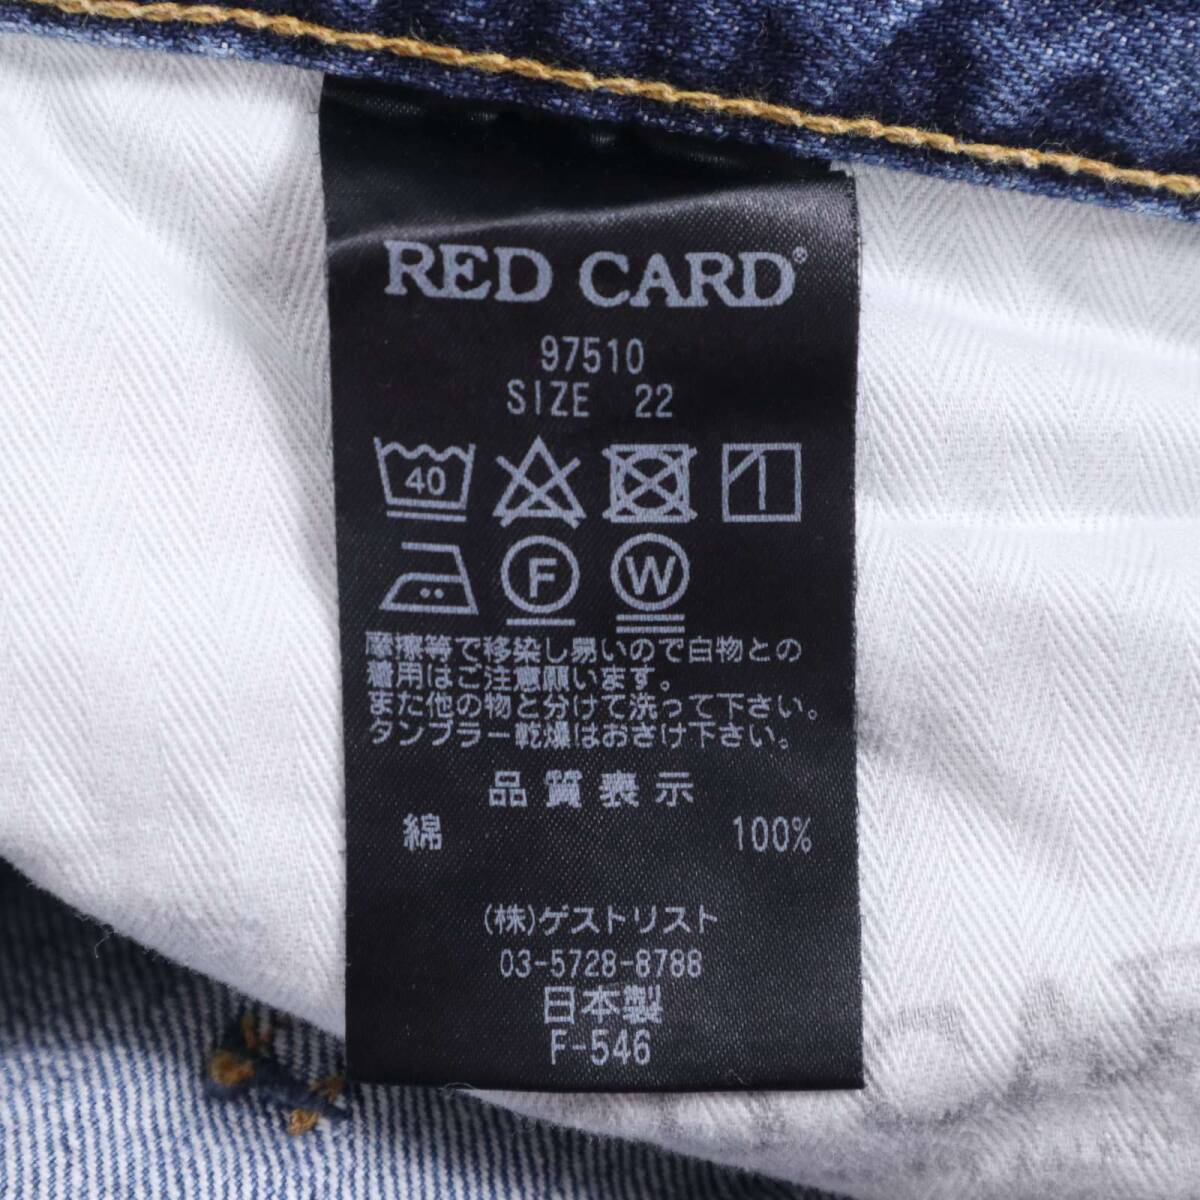 RED CARD®
97510
SIZE 22
40
F W
摩擦等で移染し易いので白物との
着用はご注意願います。
また他の物と分けて洗って下さい。
タンブラー乾燥はおさけ下さい。
品質表示
綿 100%
(株)ゲストリスト
03-5728-8788
日本製
F-546